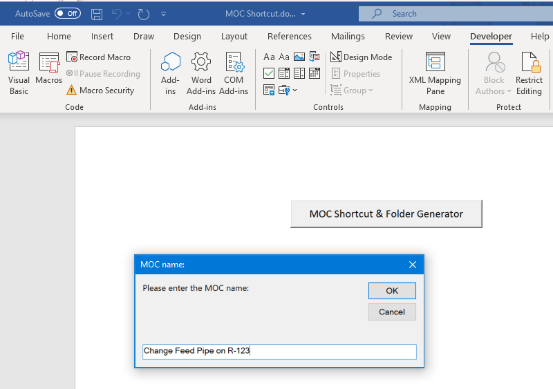 AutoSave Off MOC Shortcut.do... Search
File Home Insert Draw Design Layout References Mailings Review View Developer Help
Visual Basic
Macros
Record Macro
Pause Recording
Macro Security
Code
Add-ins
Word Add-ins
COM Add-ins
Add-ins
Aa Aa
Design Mode
Properties
Group
Controls
XML Mapping Pane
Mapping
Block Authors
Restrict Editing
Protect
MOC Shortcut & Folder Generator
MOC name:
Please enter the MOC name:
OK
Cancel
Change Feed Pipe on R-123